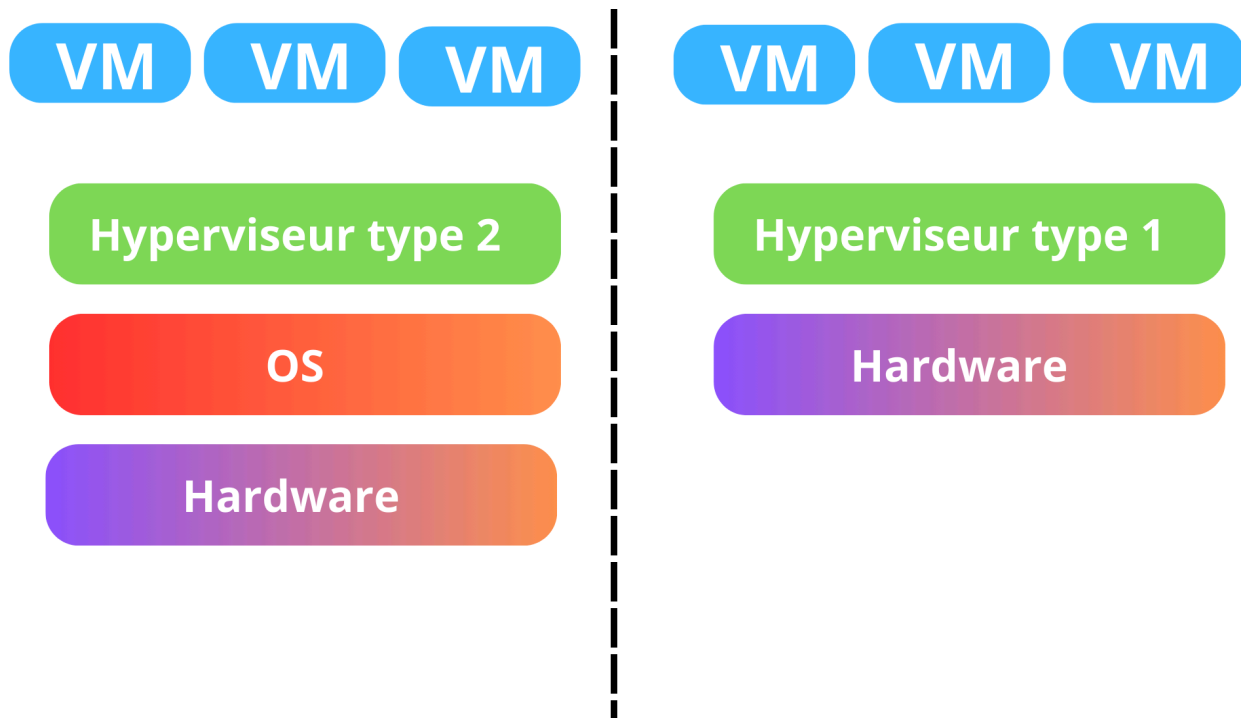 VM VM VM
Hyperviseur type 2
OS
Hardware
VM VM VM
Hyperviseur type 1
Hardware